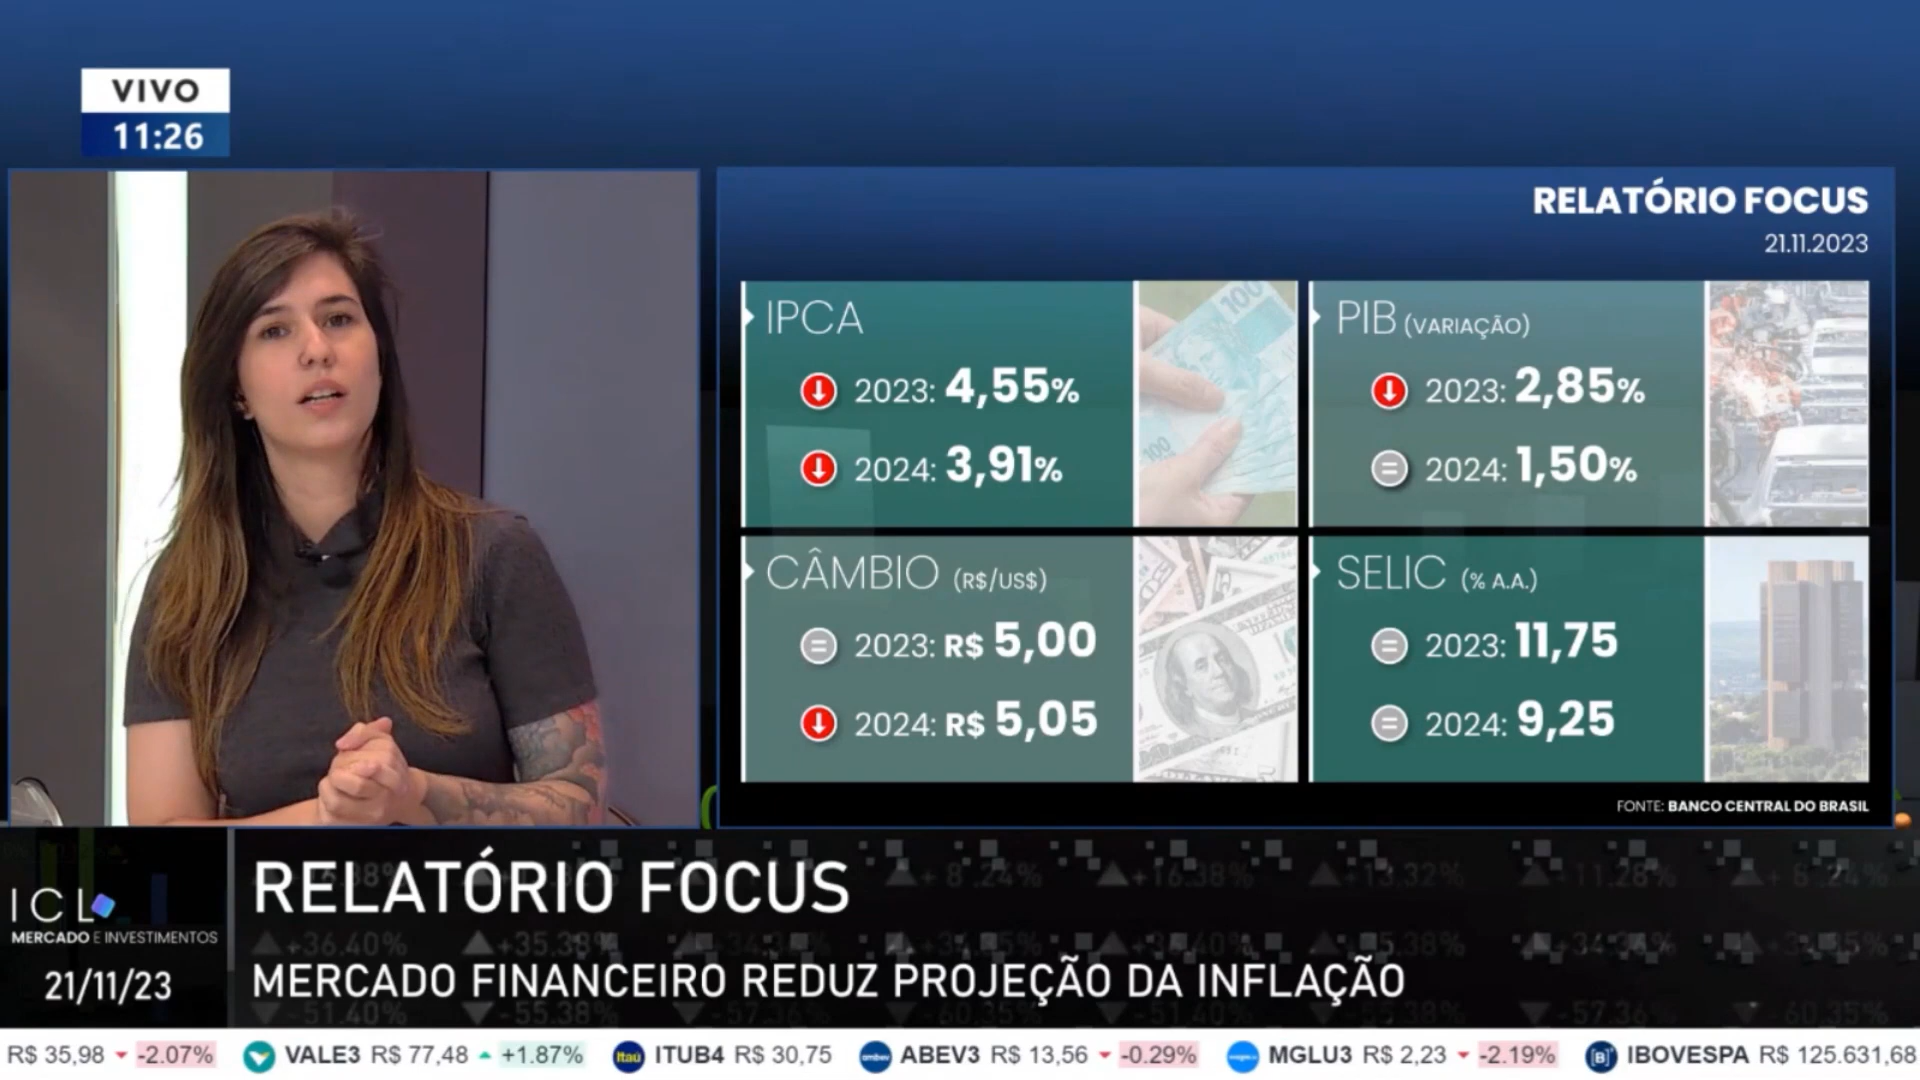 VIVO
11:26
RELATÓRIO FOCUS
21.11.2023
IPCA
2023: 4,55%
2024: 3,91%
PIB (VARIAÇÃO)
2023: 2,85%
2024: 1,50%
CÂMBIO (R$/US$)
2023: R$ 5,00
2024: R$ 5,05
SELIC (% A.A.)
2023: 11,75
2024: 9,25
FONTE: BANCO CENTRAL DO BRASIL
ICL
MERCADO E INVESTIMENTOS
21/11/23
RELATÓRIO FOCUS
MERCADO FINANCEIRO REDUZ PROJEÇÃO DA INFLAÇÃO
R$ 35,98 -2.07% VALE3 R$ 77,48 +1.87% Itaú ITUB4 R$ 30,75 ambev ABEV3 R$ 13,56 -0.29% MGLU3 R$ 2,23 -2.19% [B] IBOVESPA R$ 125.631,68